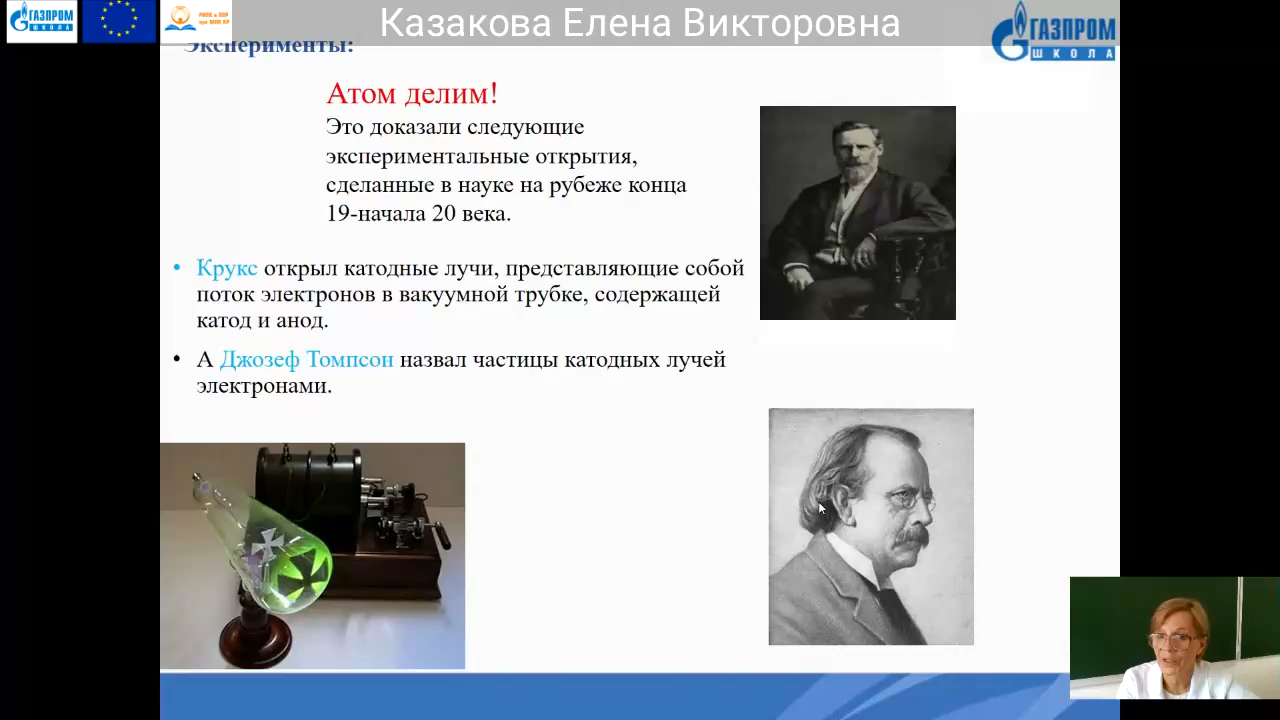 ГАЗПРОМ
ШКОЛА
Казакова Елена Викторовна
ГАЗПРОМ
ШКОЛА
Эксперименты:
Атом делим!
Это доказали следующие
экспериментальные открытия,
сделанные в науке на рубеже конца
19-начала 20 века.
• Крукс открыл катодные лучи, представляющие собой
поток электронов в вакуумной трубке, содержащей
катод и анод.
• А Джозеф Томпсон назвал частицы катодных лучей
электронами.